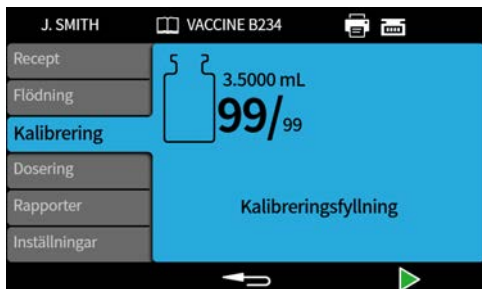 J. SMITH VACCINE B234
Recept
Flödning
Kalibrering
Dosering
Rapporter
Inställningar
3.5000 mL
99/99
Kalibreringsfyllning